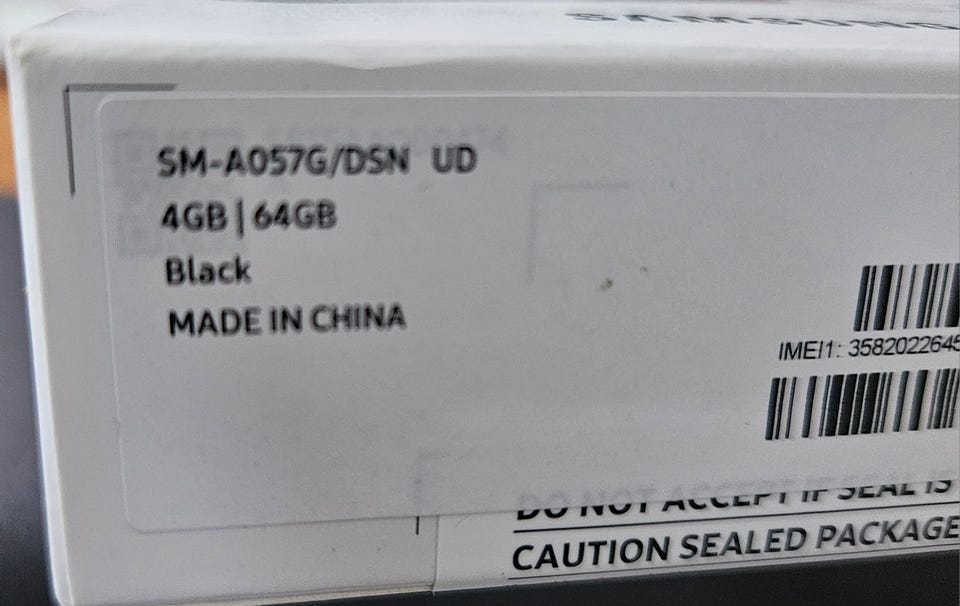 SAMSUNG
SM-A057G/DSN UD
4GB | 64GB
Black
MADE IN CHINA
IMEI1: 3582022645
DO NOT ACCEPT IF SEAL IS
CAUTION SEALED PACKAGE